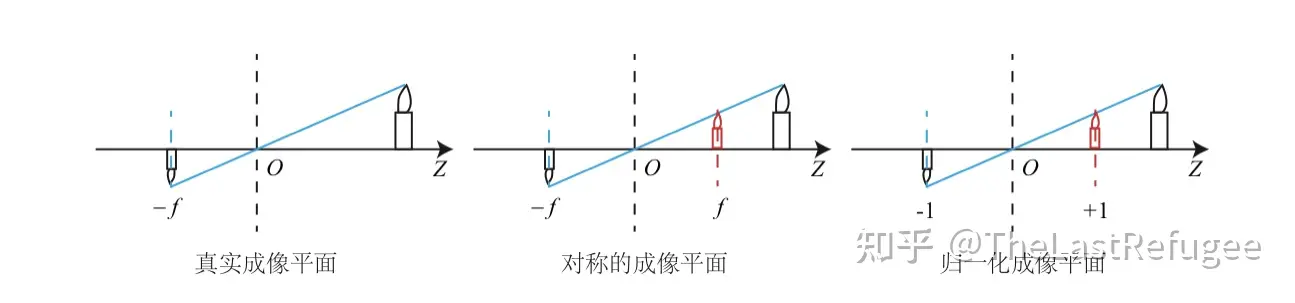 O
Z
−f
真实成像平面
O
Z
−f
f
对称的成像平面
O
Z
-1
+1
归一化成像平面
知乎 @TheLastRefugee